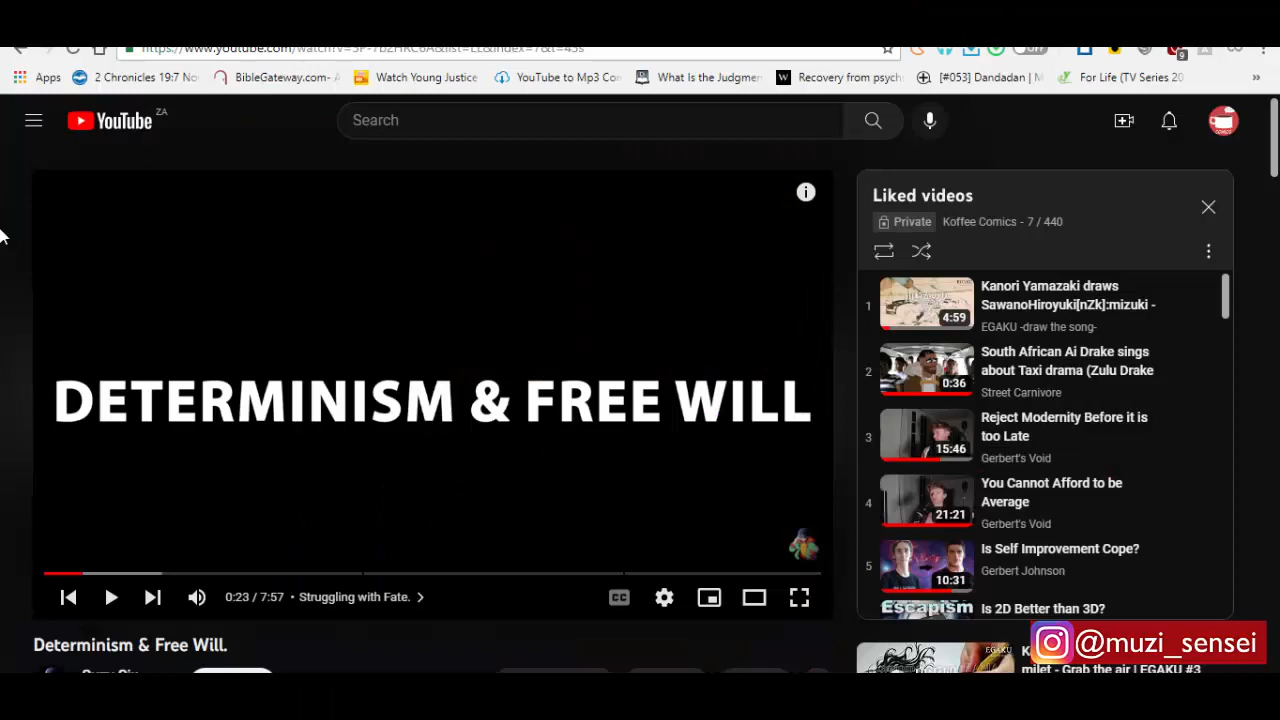 Apps
2 Chronicles 19:7 No
BibleGateway.com- A
Watch Young Justice
YouTube to Mp3 Con
What Is the Judgmen
Recovery from psych
[#053] Dandadan | M
For Life (TV Series 20
»
9
YouTube ZA
Search
DETERMINISM & FREE WILL
0:23 / 7:57 • Struggling with Fate. >
CC
Determinism & Free Will.
Liked videos
Private Koffee Comics - 7 / 440
1
4:59
Kanori Yamazaki draws
SawanoHiroyuki[nZk]:mizuki -
EGAKU -draw the song-
2
0:36
South African Ai Drake sings
about Taxi drama (Zulu Drake
Street Carnivore
3
15:46
Reject Modernity Before it is
too Late
Gerbert's Void
4
21:21
You Cannot Afford to be
Average
Gerbert's Void
5
10:31
Is Self Improvement Cope?
Gerbert Johnson
Escapism
Is 2D Better than 3D?
EGAKU
milet - Grab the air | EGAKU #3
@muzi_sensei